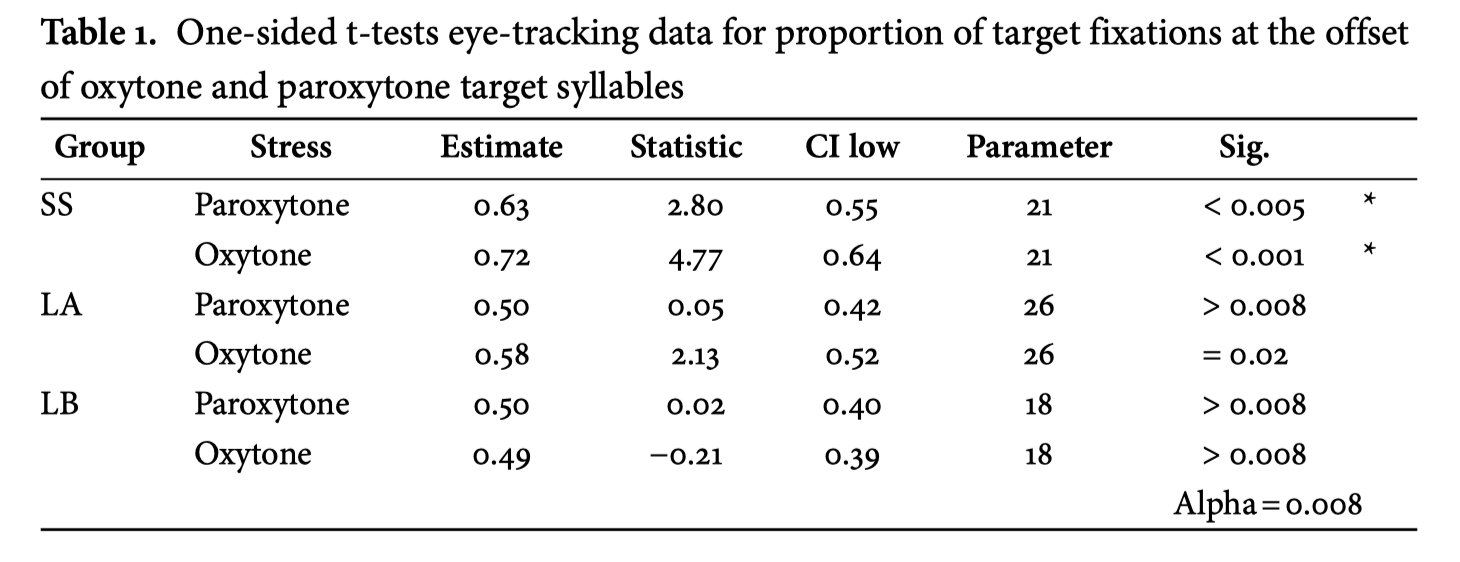 Table 1. One-sided t-tests eye-tracking data for proportion of target fixations at the offset
of oxytone and paroxytone target syllables
Group Stress Estimate Statistic CI low Parameter Sig.
SS Paroxytone 0.63 2.80 0.55 21 < 0.005 *
Oxytone 0.72 4.77 0.64 21 < 0.001 *
LA Paroxytone 0.50 0.05 0.42 26 > 0.008
Oxytone 0.58 2.13 0.52 26 = 0.02
LB Paroxytone 0.50 0.02 0.40 18 > 0.008
Oxytone 0.49 −0.21 0.39 18 > 0.008
Alpha = 0.008